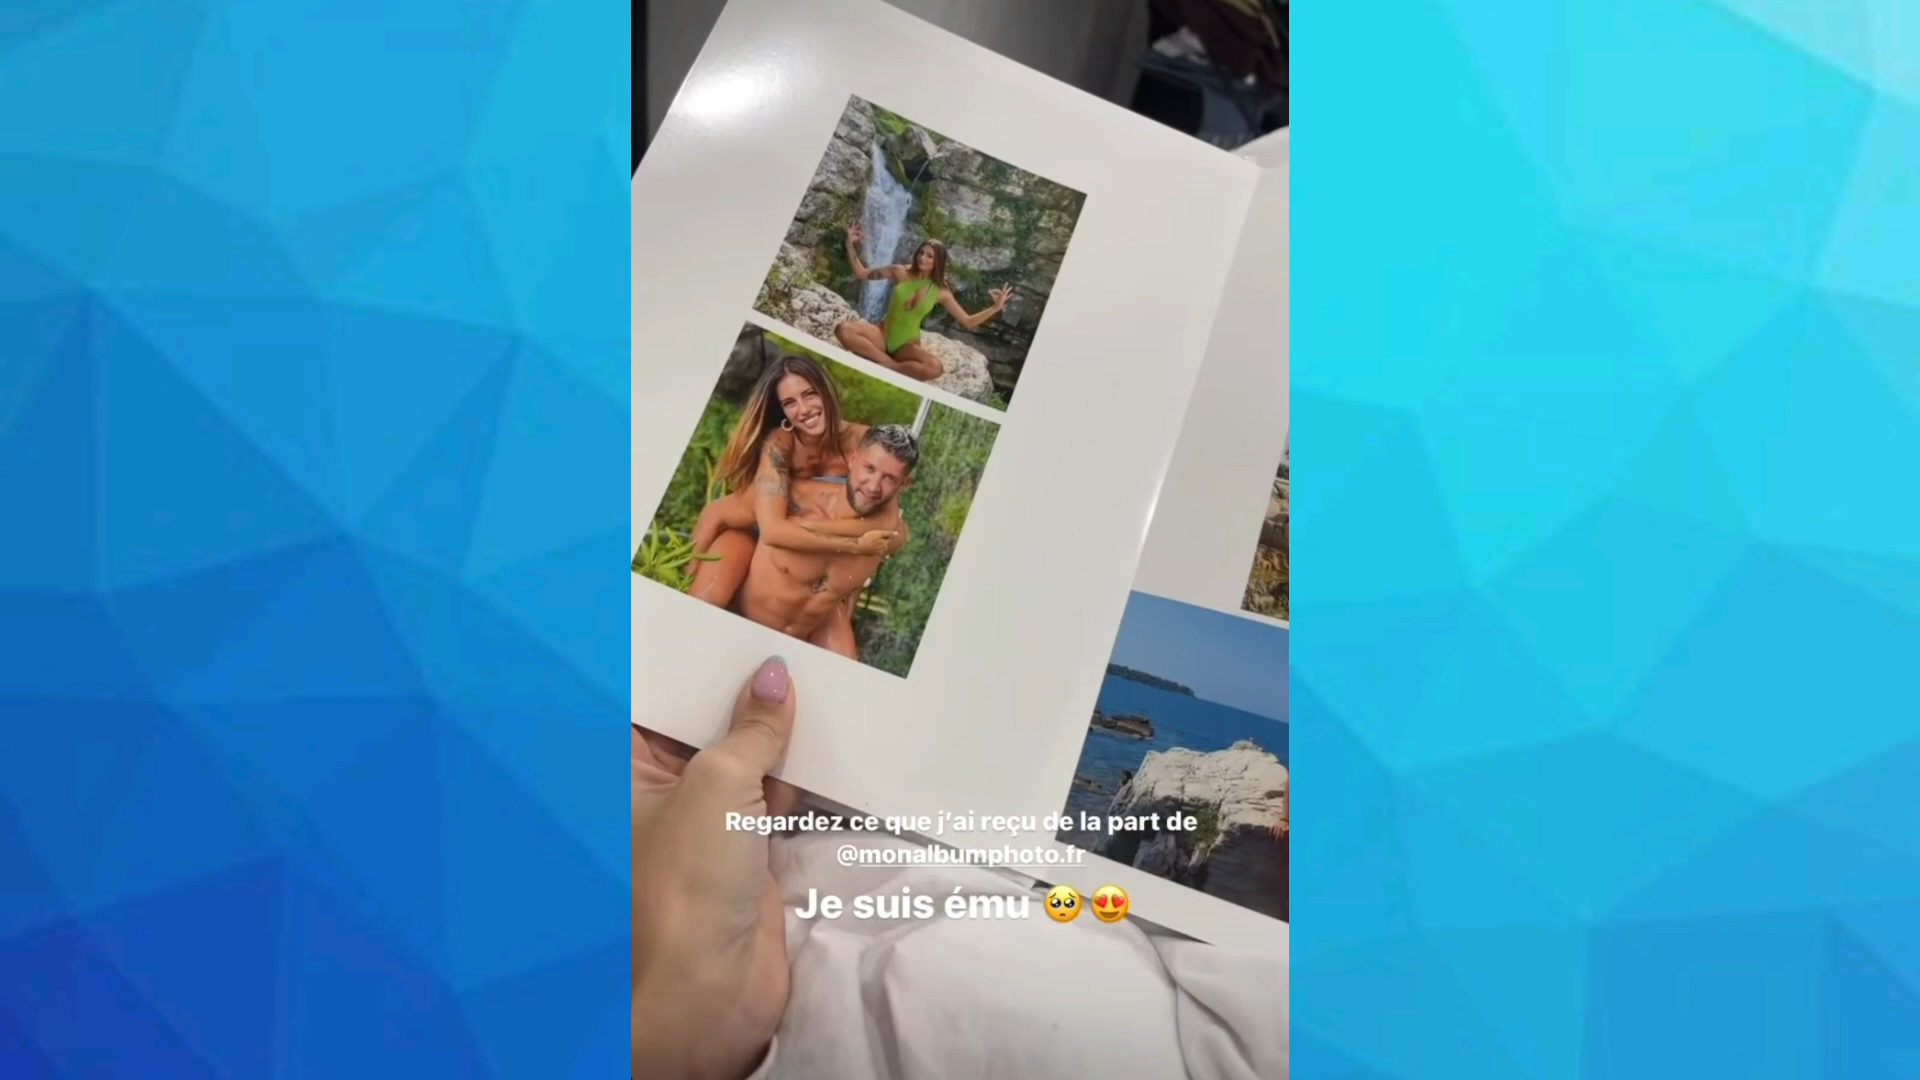 Regardez ce que j’ai reçu de la part de
@monalbumphoto.fr
Je suis ému 🥺😍